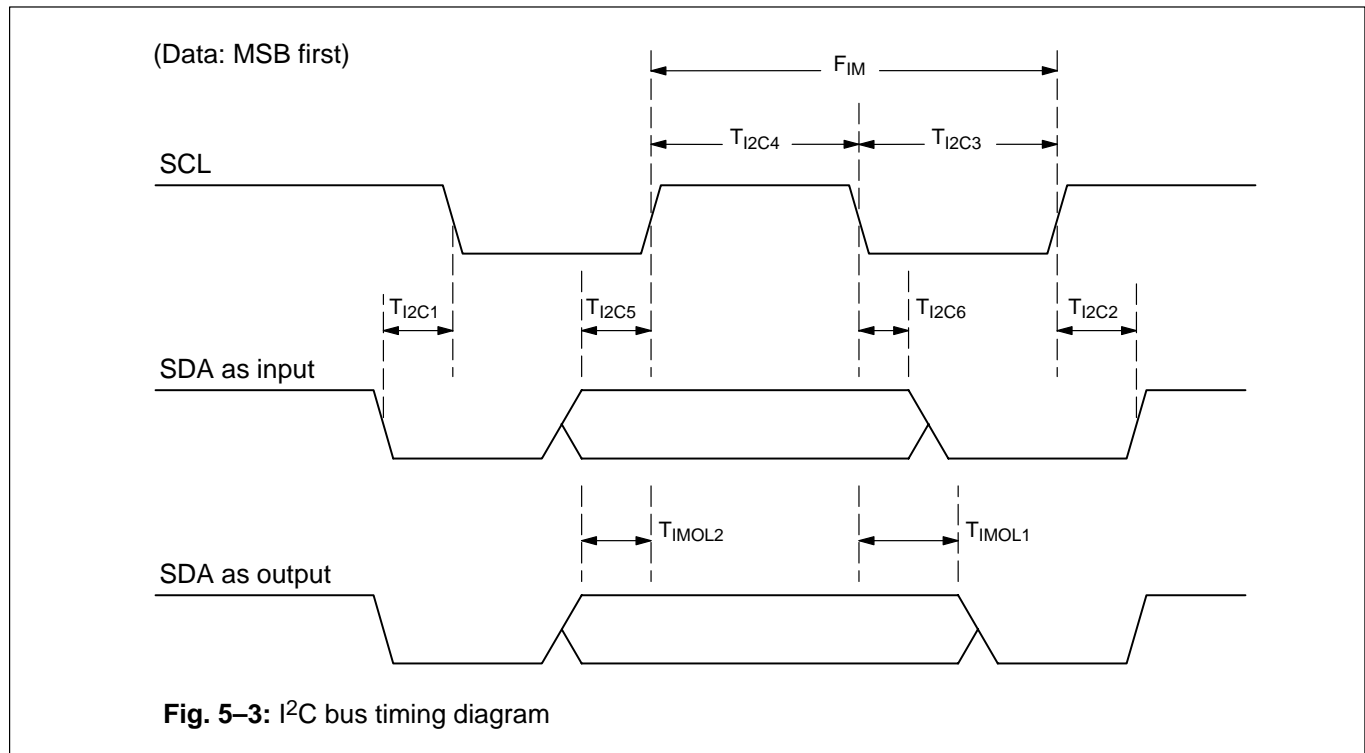 (Data: MSB first)
FIM
TI2C4
TI2C3
SCL
TI2C1
TI2C5
TI2C6
TI2C2
SDA as input
TIMOL2
TIMOL1
SDA as output
Fig. 5–3: I2C bus timing diagram